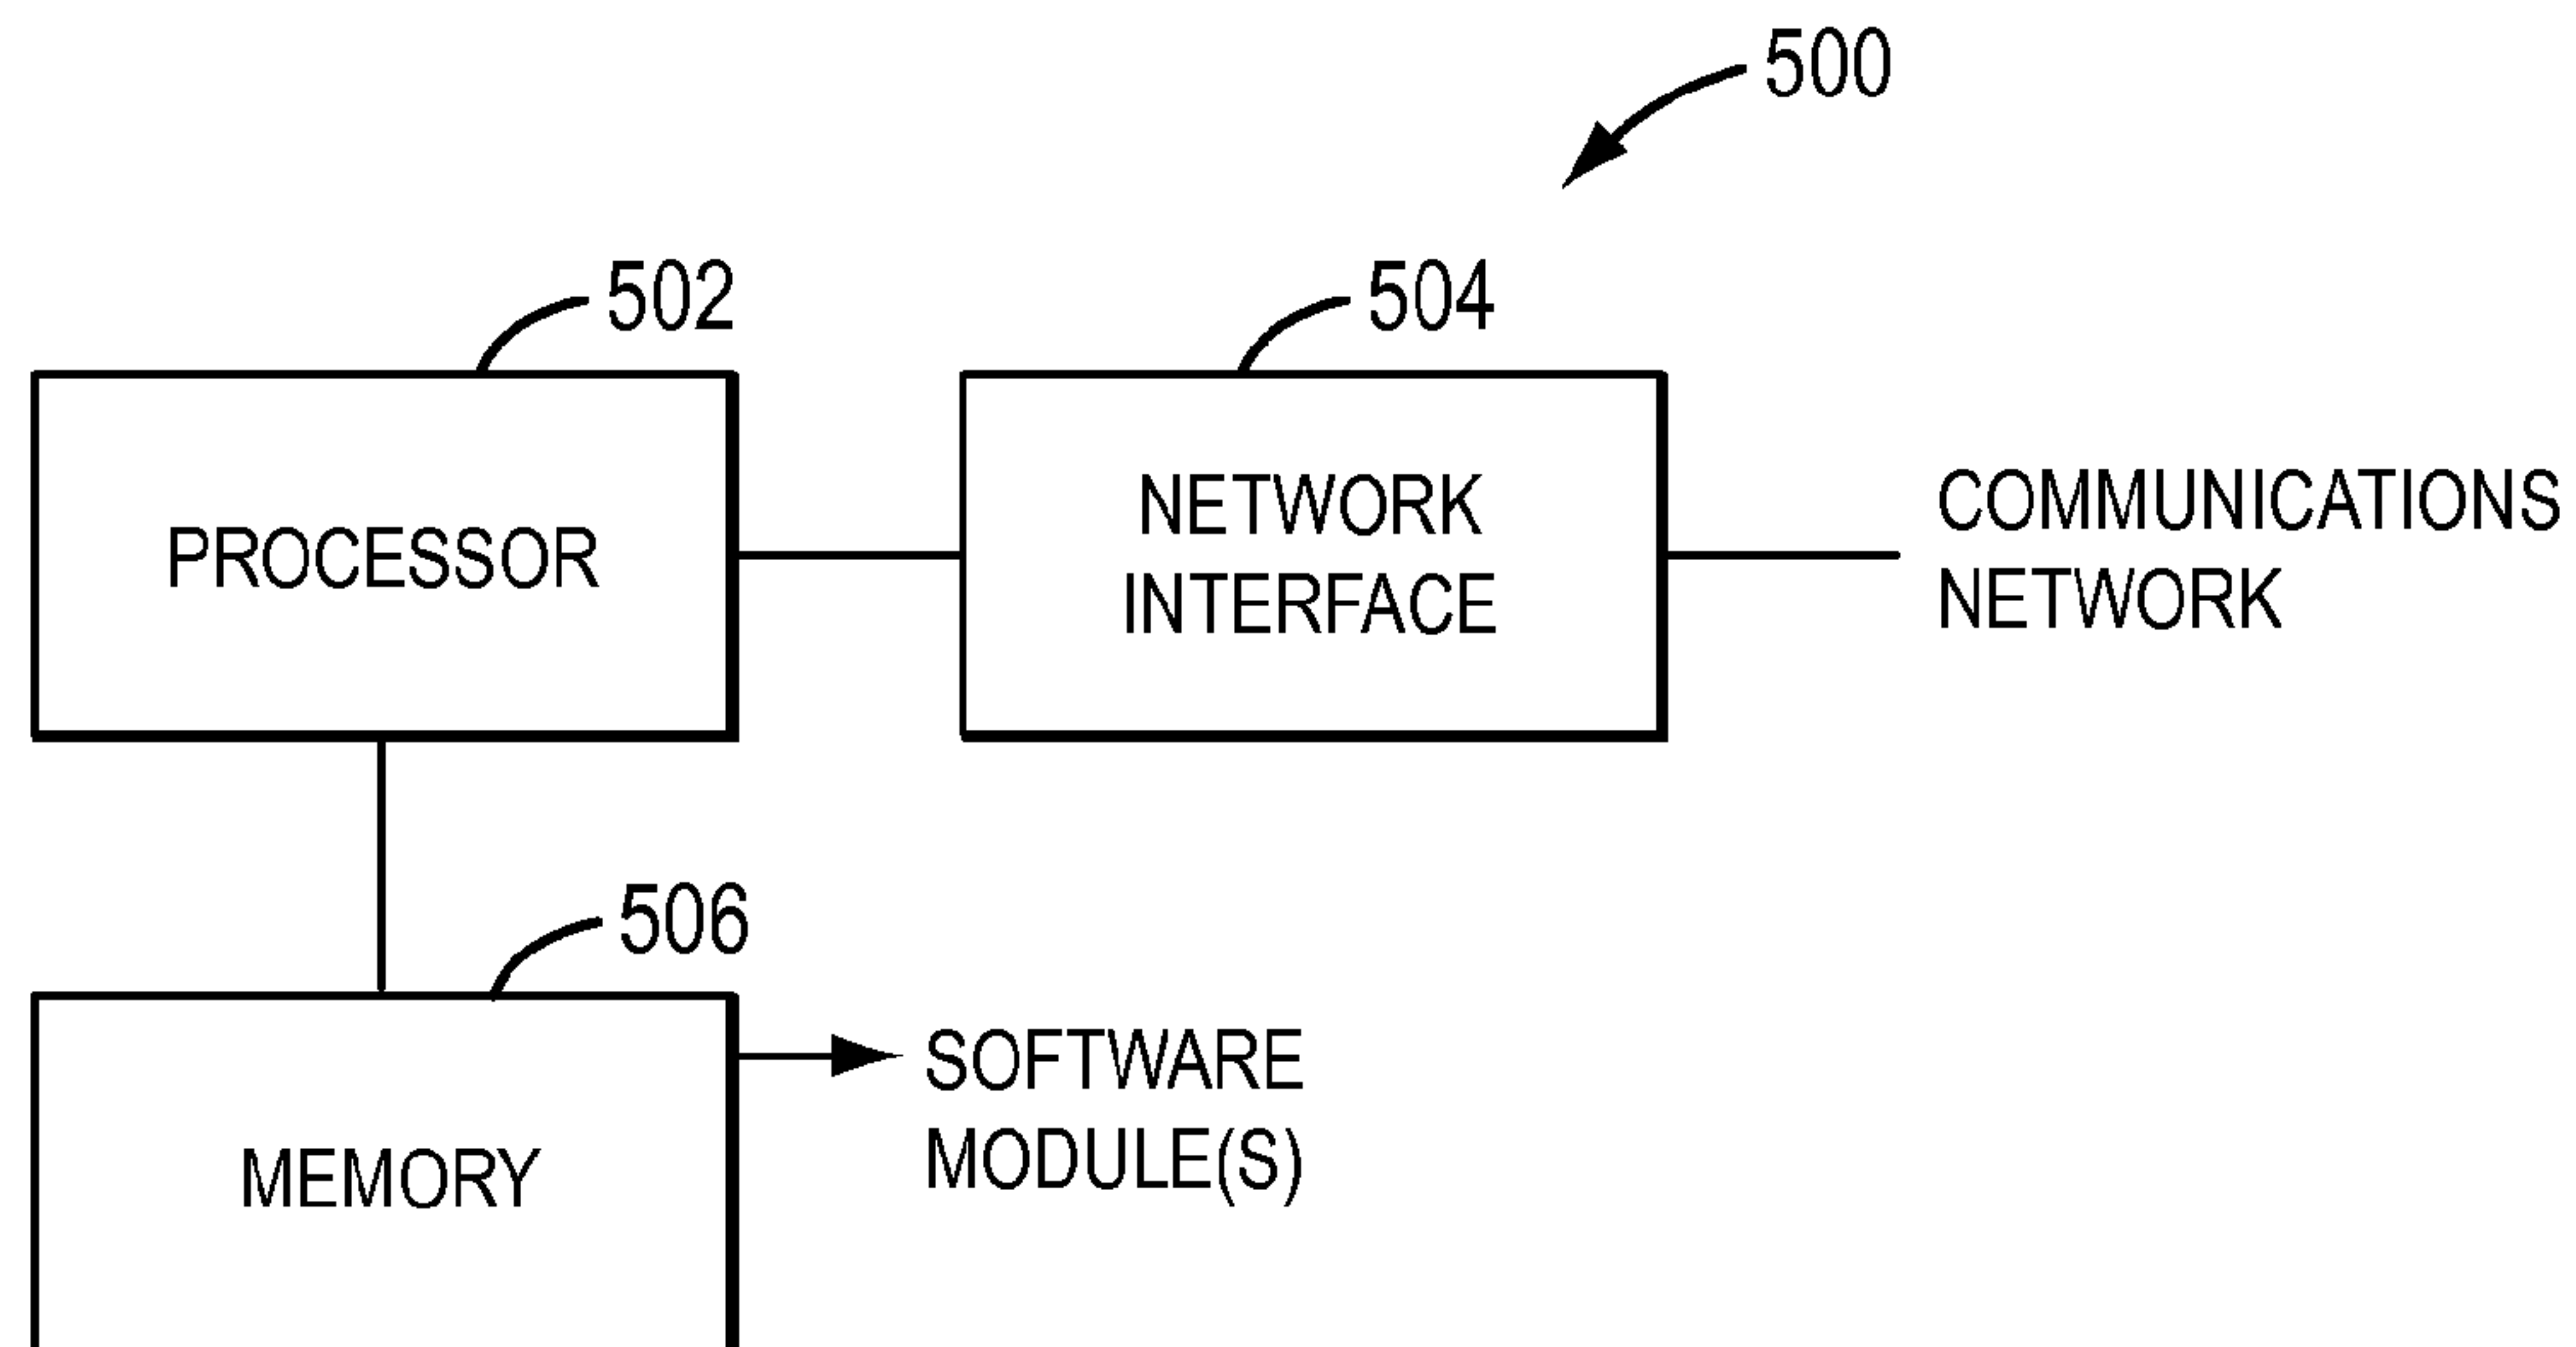 500
502
504
PROCESSOR
NETWORK
INTERFACE
COMMUNICATIONS
NETWORK
506
MEMORY
SOFTWARE
MODULE(S)